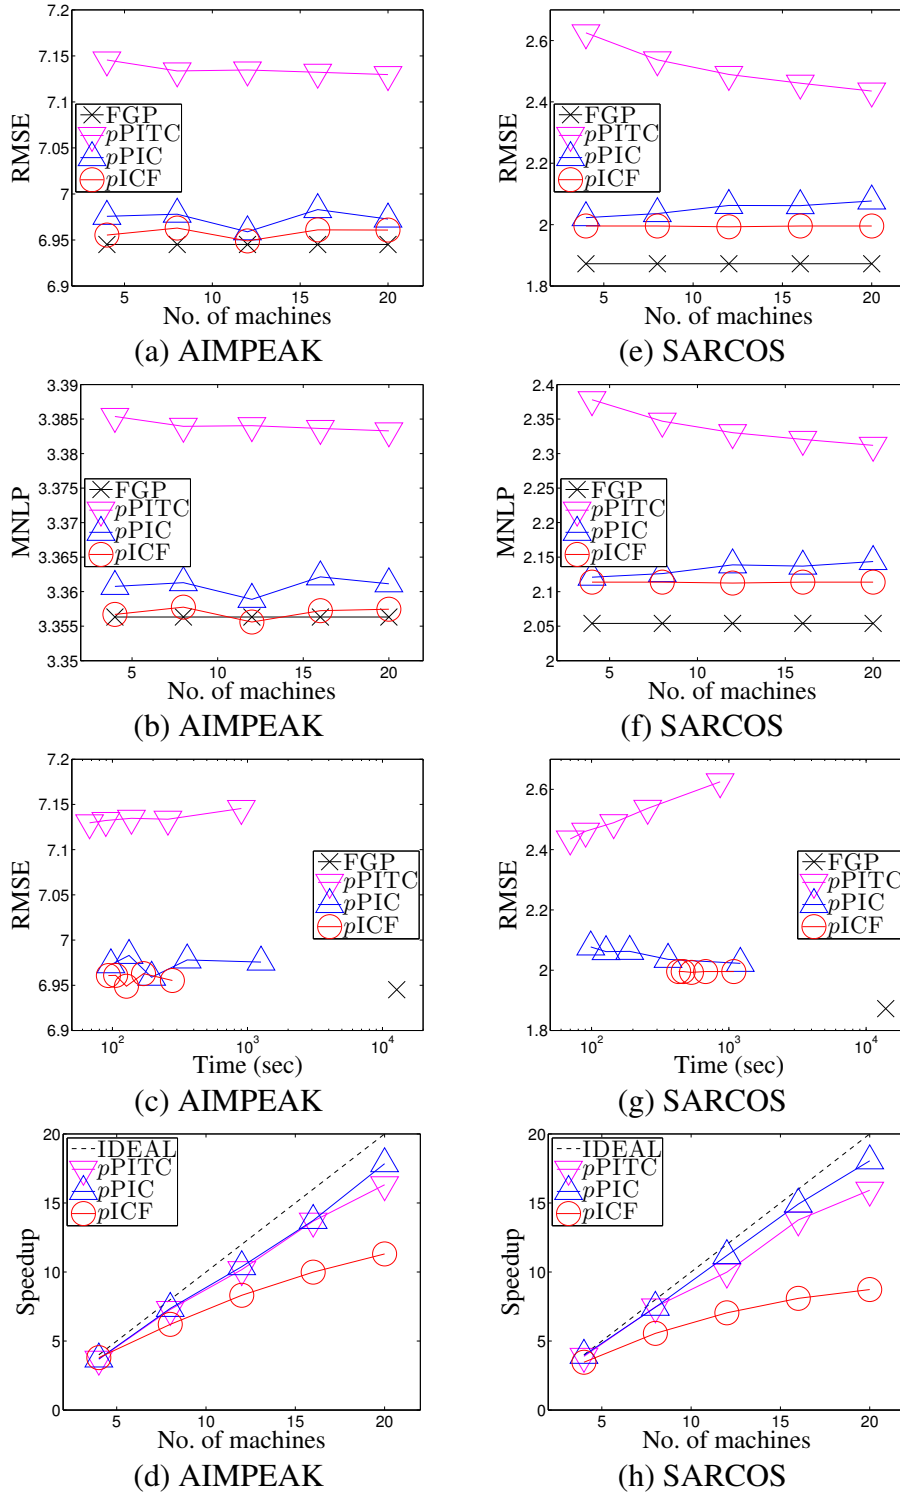 7.2
7.15
7.1
7.05
7
6.95
6.9
RMSE
FGP
pPITC
pPIC
pICF
5
10
15
20
No. of machines
(a) AIMPEAK
2.6
2.4
2.2
2
1.8
RMSE
FGP
pPITC
pPIC
pICF
5
10
15
20
No. of machines
(e) SARCOS
3.39
3.385
3.38
3.375
3.37
3.365
3.36
3.355
3.35
MNLP
FGP
pPITC
pPIC
pICF
5
10
15
20
No. of machines
(b) AIMPEAK
2.4
2.35
2.3
2.25
2.2
2.15
2.1
2.05
2
MNLP
FGP
pPITC
pPIC
pICF
5
10
15
20
No. of machines
(f) SARCOS
7.2
7.15
7.1
7.05
7
6.95
6.9
RMSE
FGP
pPITC
pPIC
pICF
10^2
10^3
10^4
Time (sec)
(c) AIMPEAK
2.6
2.4
2.2
2
1.8
RMSE
FGP
pPITC
pPIC
pICF
10^2
10^3
10^4
Time (sec)
(g) SARCOS
20
15
10
5
0
Speedup
IDEAL
pPITC
pPIC
pICF
5
10
15
20
No. of machines
(d) AIMPEAK
20
15
10
5
0
Speedup
IDEAL
pPITC
pPIC
pICF
5
10
15
20
No. of machines
(h) SARCOS